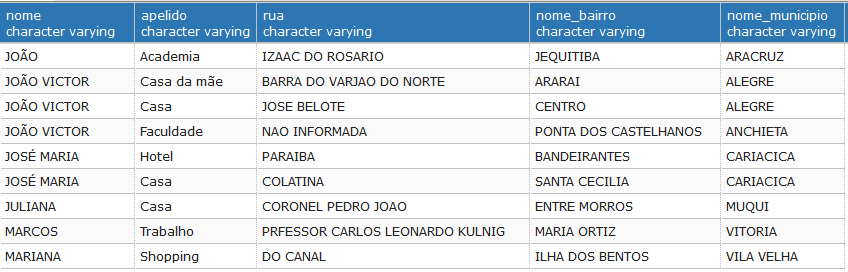 nome apelido rua nome_bairro nome_municipio
character varying character varying character varying character varying character varying
JOÃO Academia IZAAC DO ROSARIO JEQUITIBA ARACRUZ
JOÃO VICTOR Casa da mãe BARRA DO VARJAO DO NORTE ARARAI ALEGRE
JOÃO VICTOR Casa JOSE BELOTE CENTRO ALEGRE
JOÃO VICTOR Faculdade NAO INFORMADA PONTA DOS CASTELHANOS ANCHIETA
JOSÉ MARIA Hotel PARAIBA BANDEIRANTES CARIACICA
JOSÉ MARIA Casa COLATINA SANTA CECILIA CARIACICA
JULIANA Casa CORONEL PEDRO JOAO ENTRE MORROS MUQUI
MARCOS Trabalho PRFESSOR CARLOS LEONARDO KULNIG MARIA ORTIZ VITORIA
MARIANA Shopping DO CANAL ILHA DOS BENTOS VILA VELHA